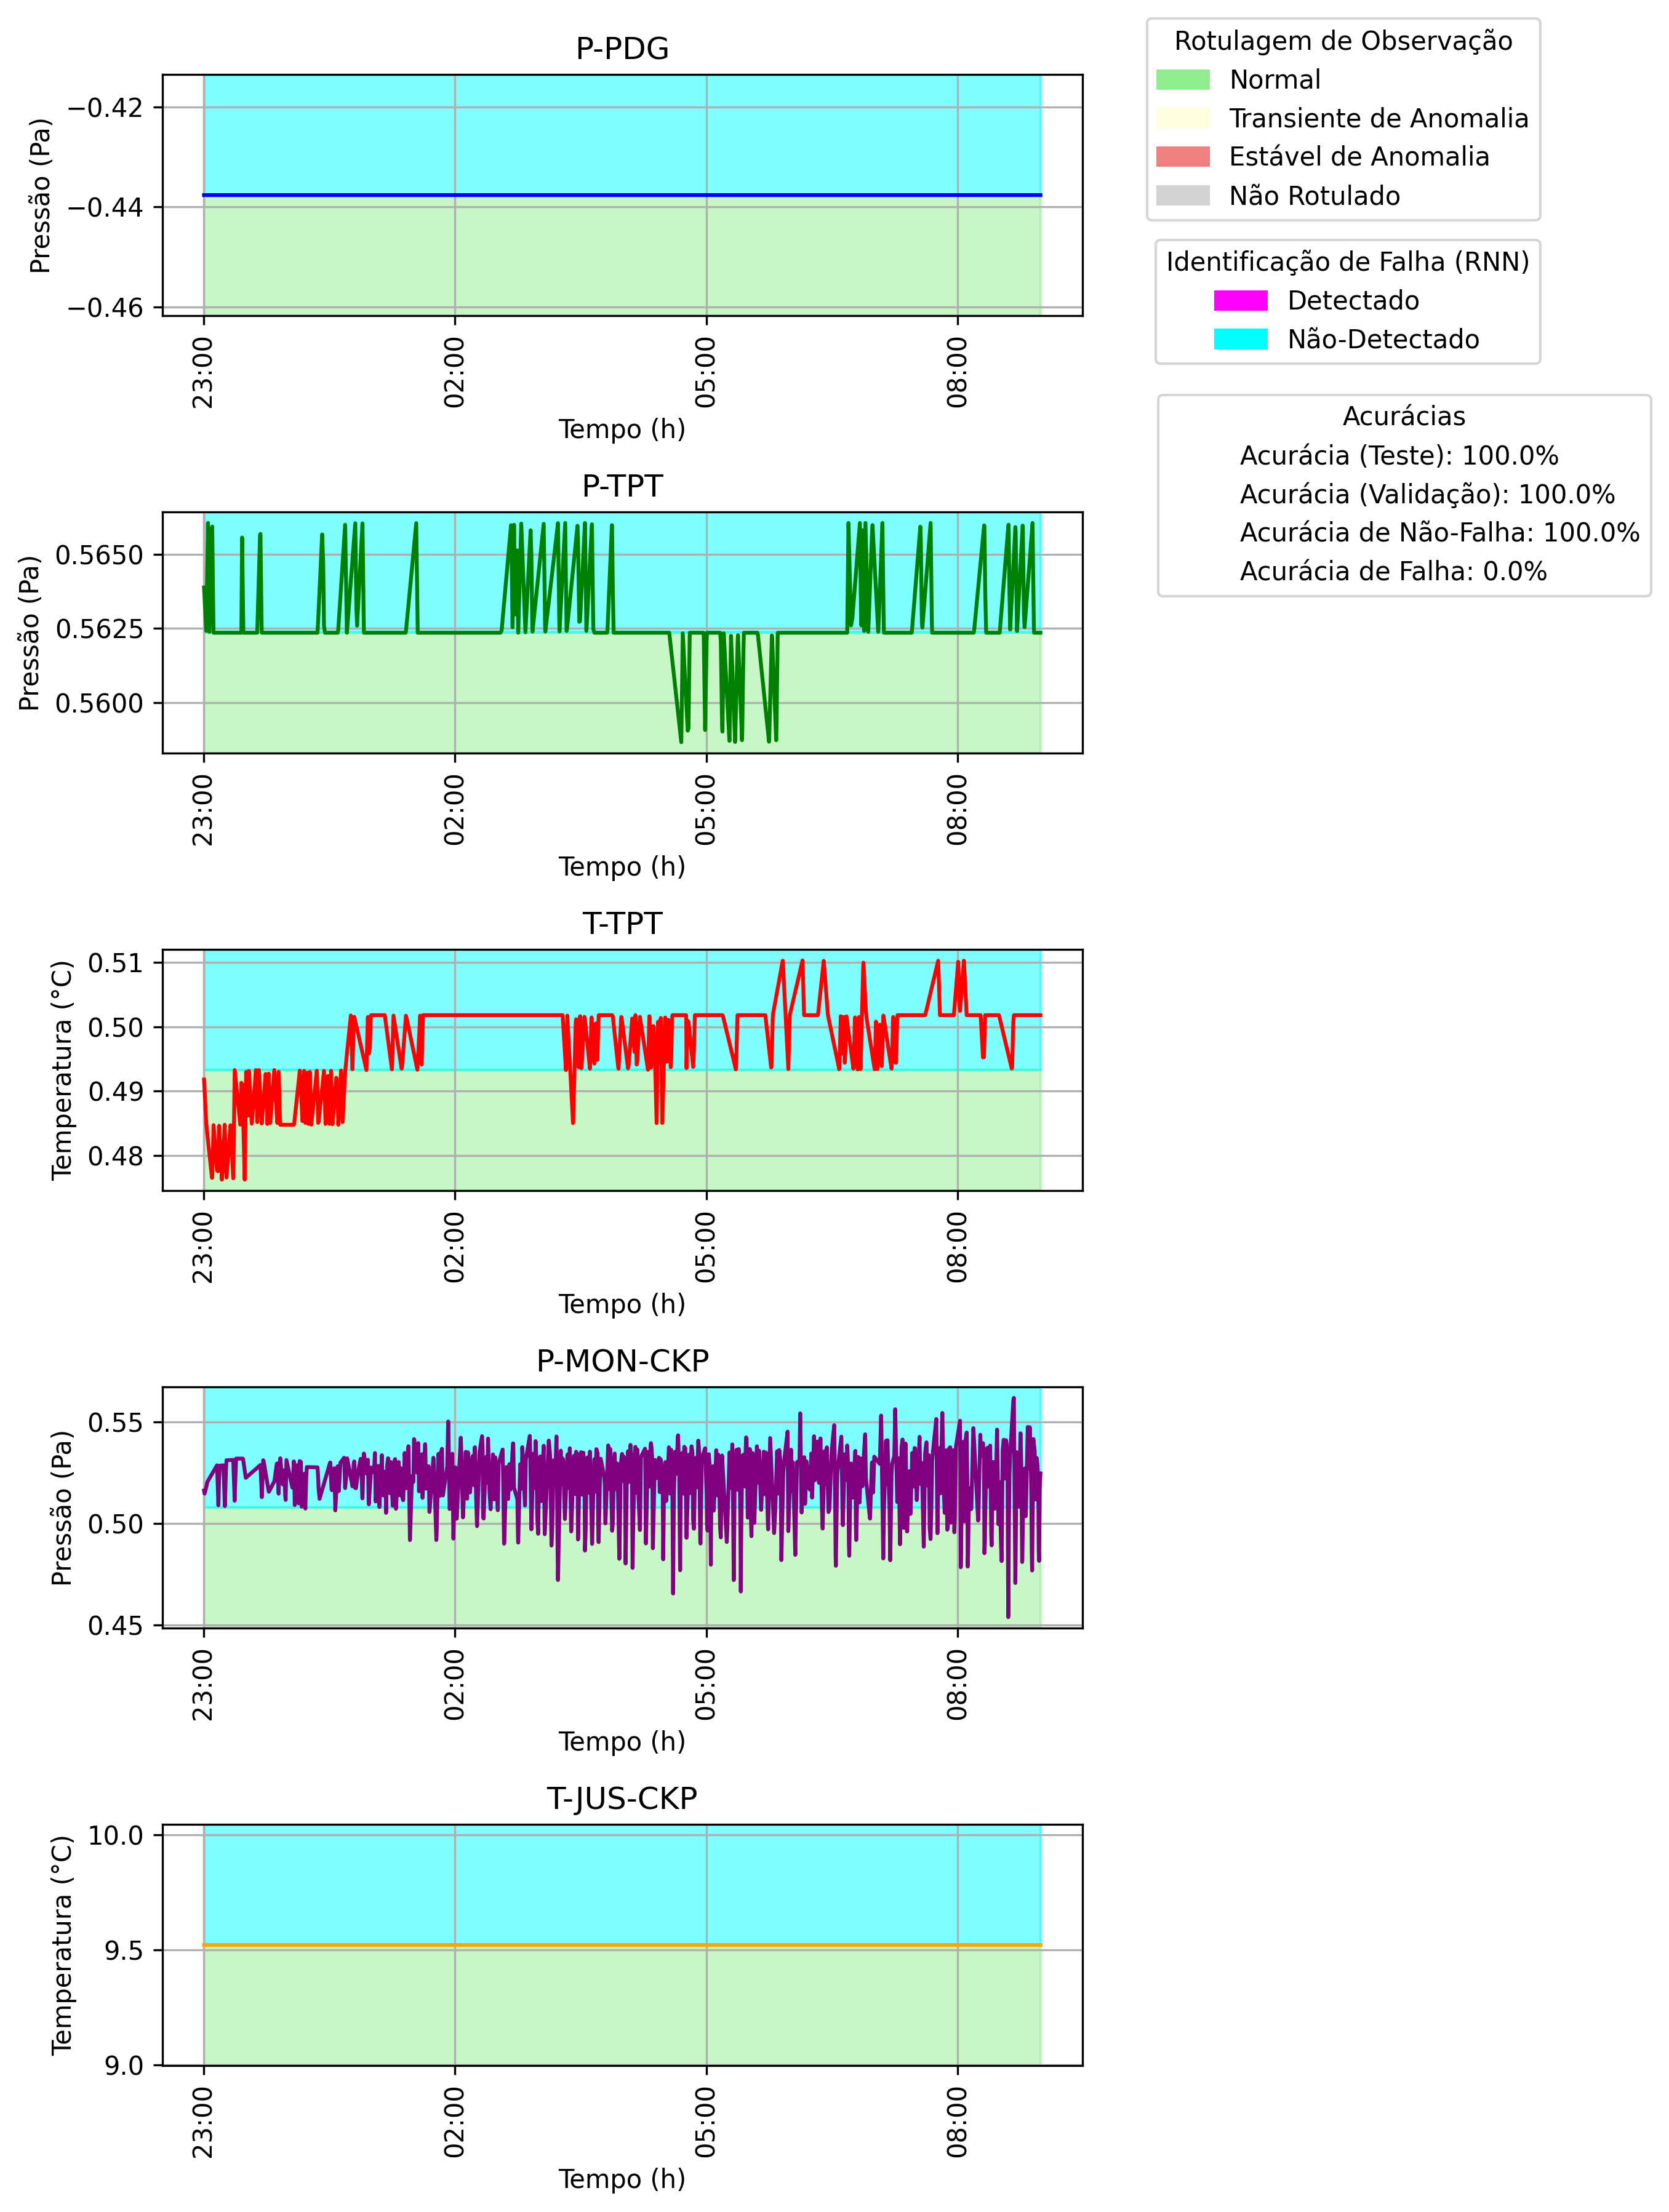 P-PDG
Pressão (Pa)
−0.42
−0.44
−0.46
23:00
02:00
05:00
08:00
Tempo (h)
Rotulagem de Observação
Normal
Transiente de Anomalia
Estável de Anomalia
Não Rotulado
Identificação de Falha (RNN)
Detectado
Não-Detectado
Acurácias
Acurácia (Teste): 100.0%
Acurácia (Validação): 100.0%
Acurácia de Não-Falha: 100.0%
Acurácia de Falha: 0.0%
P-TPT
Pressão (Pa)
0.5650
0.5625
0.5600
23:00
02:00
05:00
08:00
Tempo (h)
T-TPT
Temperatura (°C)
0.51
0.50
0.49
0.48
23:00
02:00
05:00
08:00
Tempo (h)
P-MON-CKP
Pressão (Pa)
0.55
0.50
0.45
23:00
02:00
05:00
08:00
Tempo (h)
T-JUS-CKP
Temperatura (°C)
10.0
9.5
9.0
23:00
02:00
05:00
08:00
Tempo (h)